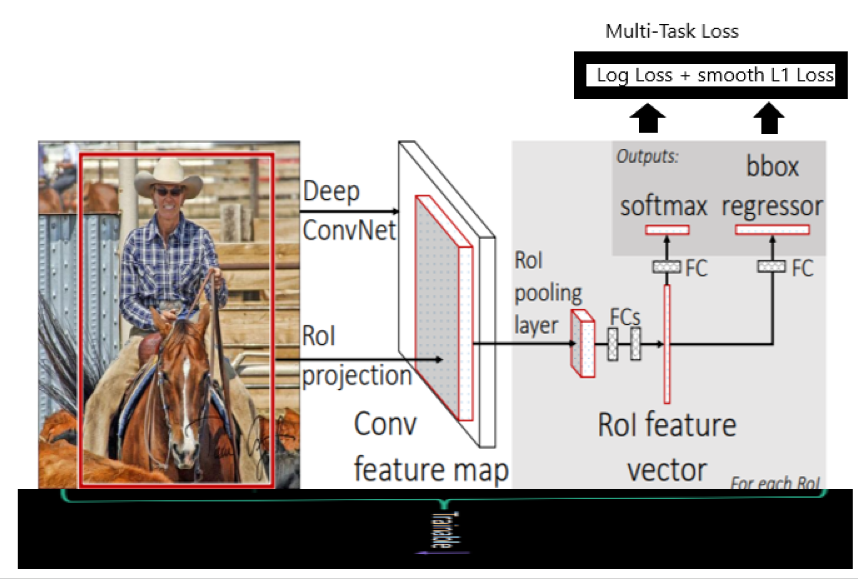 Multi-Task Loss
Log Loss + smooth L1 Loss
Outputs:
bbox
softmax
regressor
Deep
ConvNet
FC
FC
RoI
pooling
layer
FCs
RoI
projection
Conv
feature map
RoI feature
vector
For each RoI
Trainable